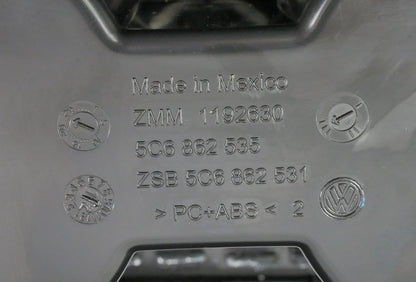 Made in Mexico
ZMM 1192630
5C6 862 535
ZSB 5C6 862 531
> PC+ABS < 2